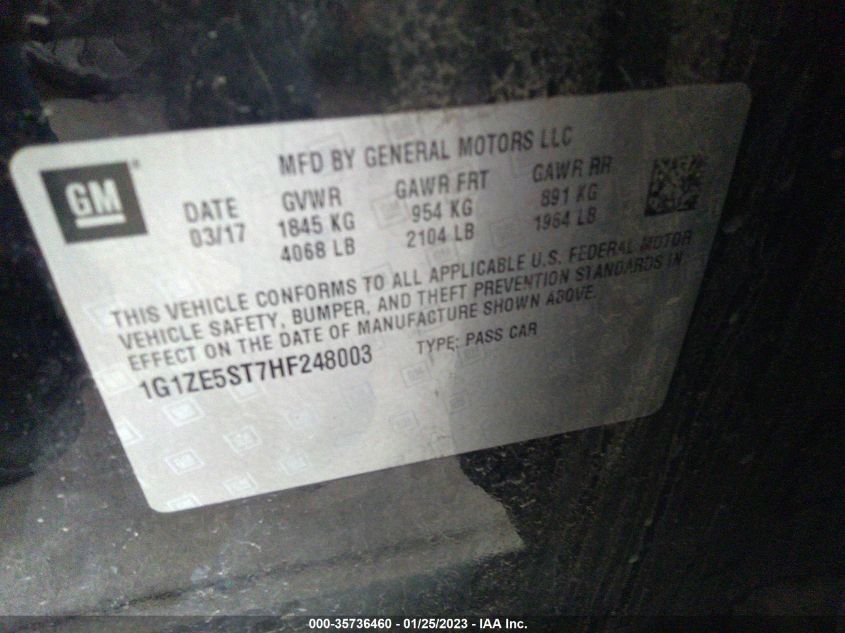 GM ®
MFD BY GENERAL MOTORS LLC
DATE GVWR GAWR FRT GAWR RR
03/17 1845 KG 954 KG 891 KG
4068 LB 2104 LB 1964 LB
THIS VEHICLE CONFORMS TO ALL APPLICABLE U.S. FEDERAL MOTOR
VEHICLE SAFETY, BUMPER, AND THEFT PREVENTION STANDARDS IN
EFFECT ON THE DATE OF MANUFACTURE SHOWN ABOVE.
1G1ZE5ST7HF248003 TYPE: PASS CAR
000-35736460 - 01/25/2023 - IAA Inc.